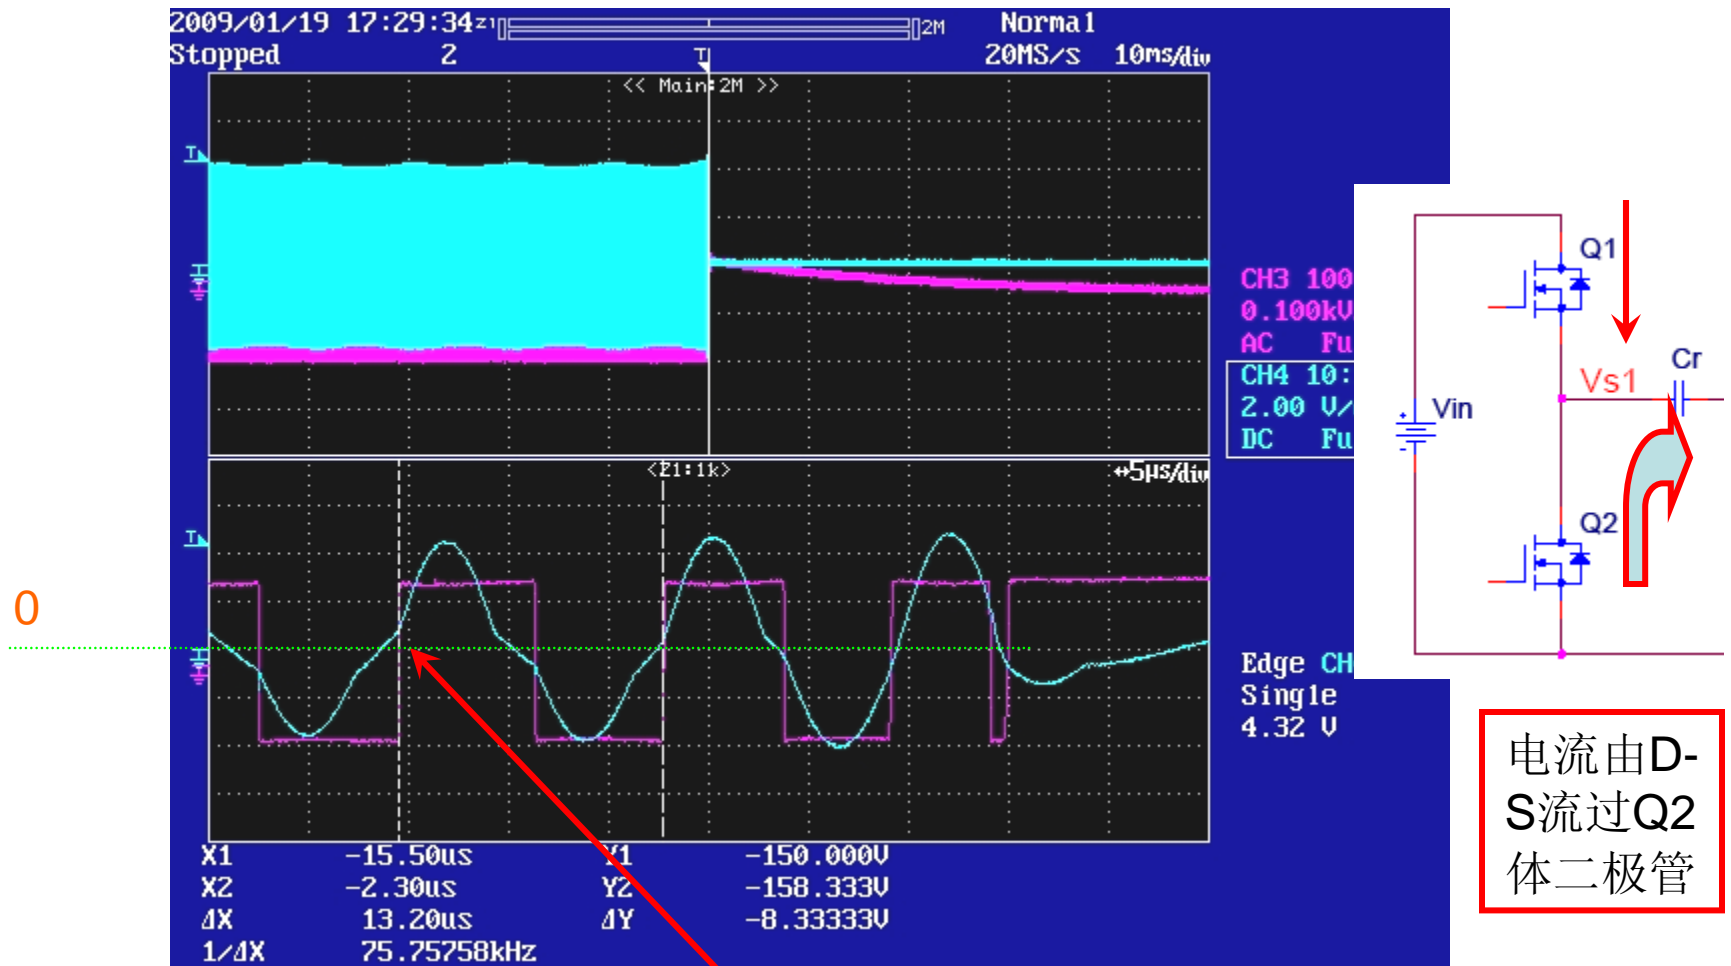 2009/01/19 17:29:34
Z1
2M
Normal
Stopped
2
T
20MS/s
10ms/div
<< Main:2M >>
T
CH3 100
0.100kV
AC Fu
CH4 10:
2.00 V/
DC Fu
Q1
Vs1
Cr
Vin
Q2
<Z1:1k>
↔5μs/div
T
0
Edge CH
Single
4.32 V
电流由D-
S流过Q2
体二极管
X1 -15.50us Y1 -150.000V
X2 -2.30us Y2 -158.333V
ΔX 13.20us ΔY -8.33333V
1/ΔX 75.75758kHz